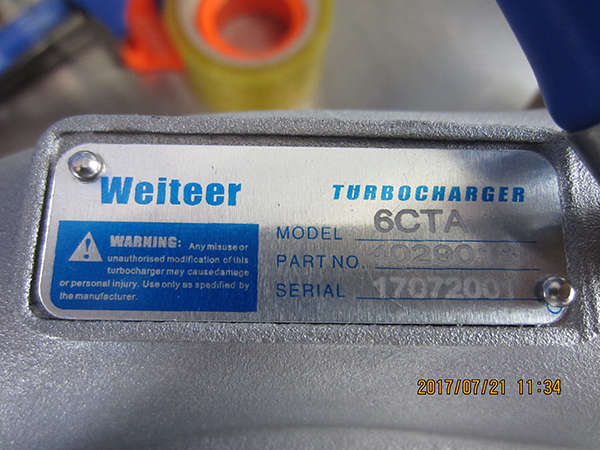 Weiteer
TURBOCHARGER
WARNING: Any misuse or
unauthorised modification of this
turbocharger may cause damage
or personal injury. Use only as spedified by
the manufacturer.
MODEL 6CTA
PART NO.
SERIAL
2017/07/21 11:34